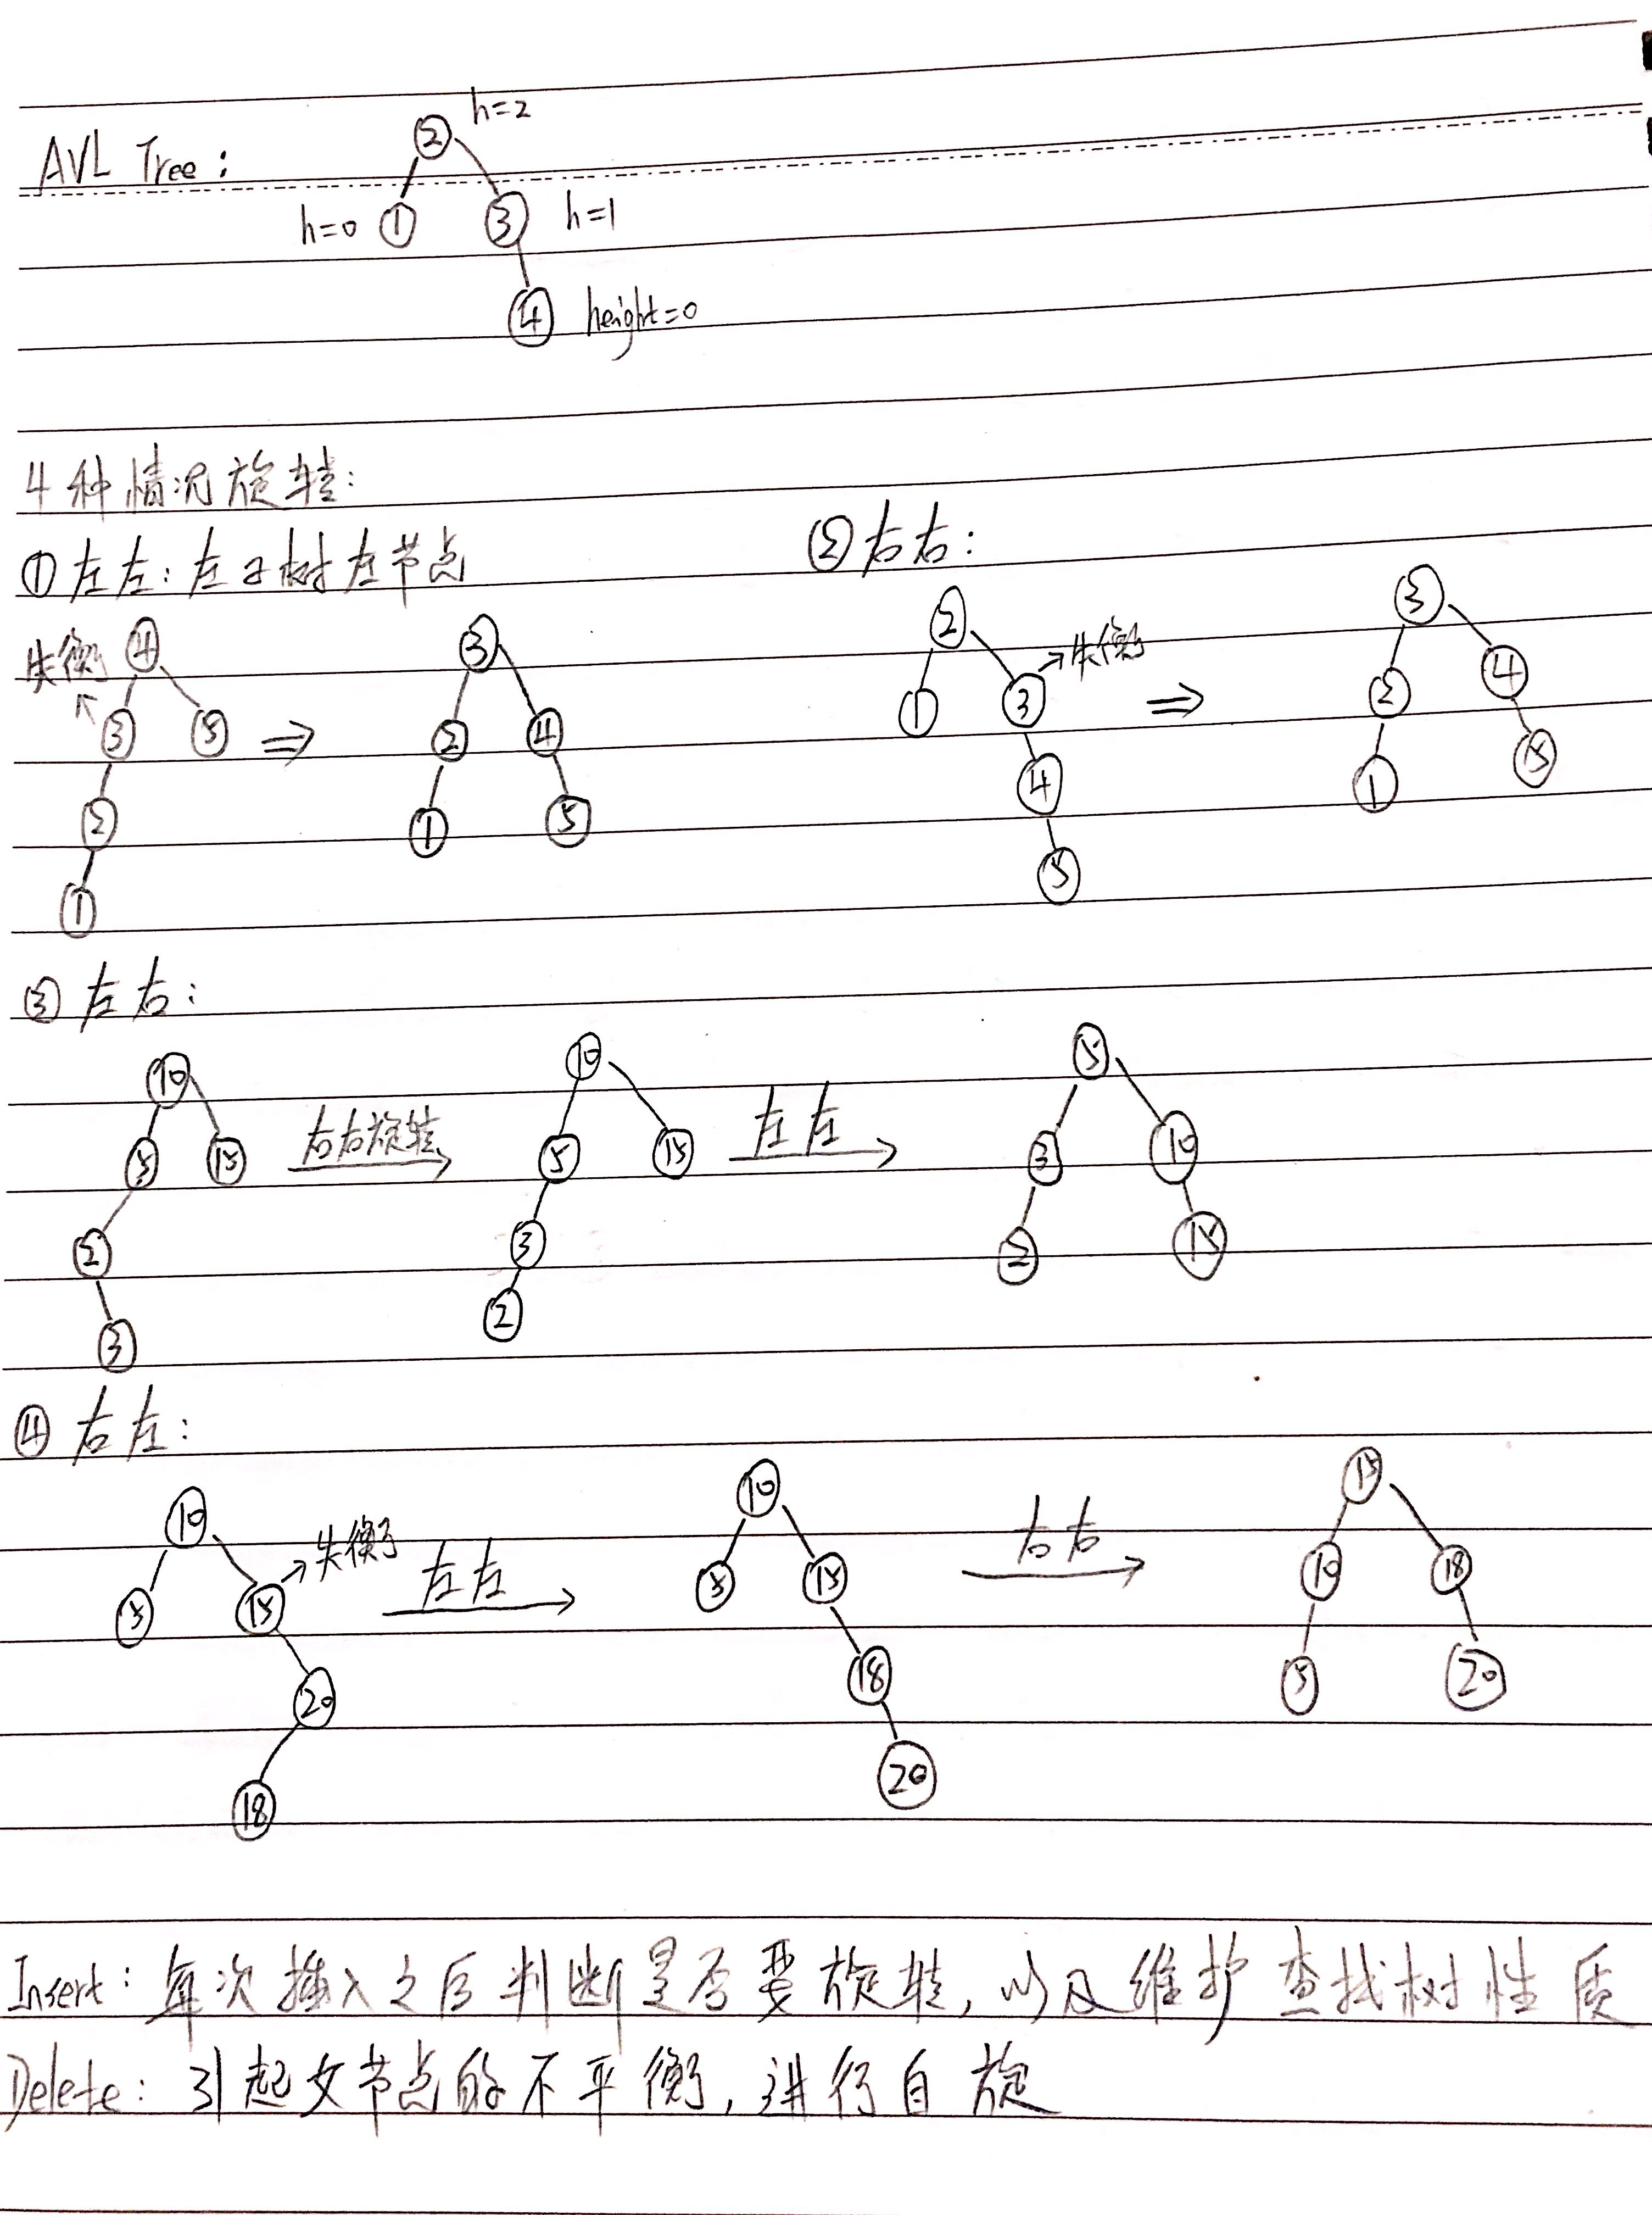 h=2
②
AVL Tree:
h=0 ① ③ h=1
④ height=0
4种情况旋转:
①左左: 左子树左节点 ②右右:
失衡 ④ ③ ② →失衡 ③
③ ⑤ ⇒ ② ④ ① ③ ⇒ ② ④
② ① ⑤ ④ ① ⑤
① ⑤
③左右:
⑩ ⑩ ⑤
⑤ ⑮ 右右旋转 ⑤ ⑮ 左左 ③ ⑩
② ③ ② ⑮
③ ②
④右左:
⑩ →失衡了 ⑩ ⑮
⑤ ⑮ 左左 ⑤ ⑮ 右右 ⑩ ⑱
⑳ ⑱ ⑤ ⑳
⑱ ⑳
Insert: 每次插入之后判断是否要旋转, 以及维护查找树性质
Delete: 引起父节点的不平衡, 进行自旋